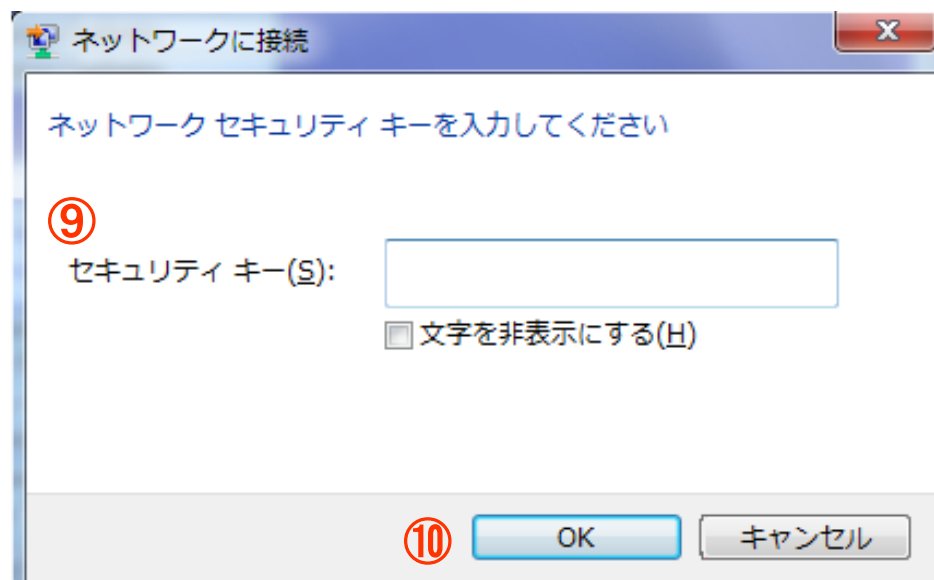 ネットワークに接続
ネットワーク セキュリティ キーを入力してください
⑨
セキュリティ キー(S):
文字を非表示にする(H)
⑩ OK キャンセル